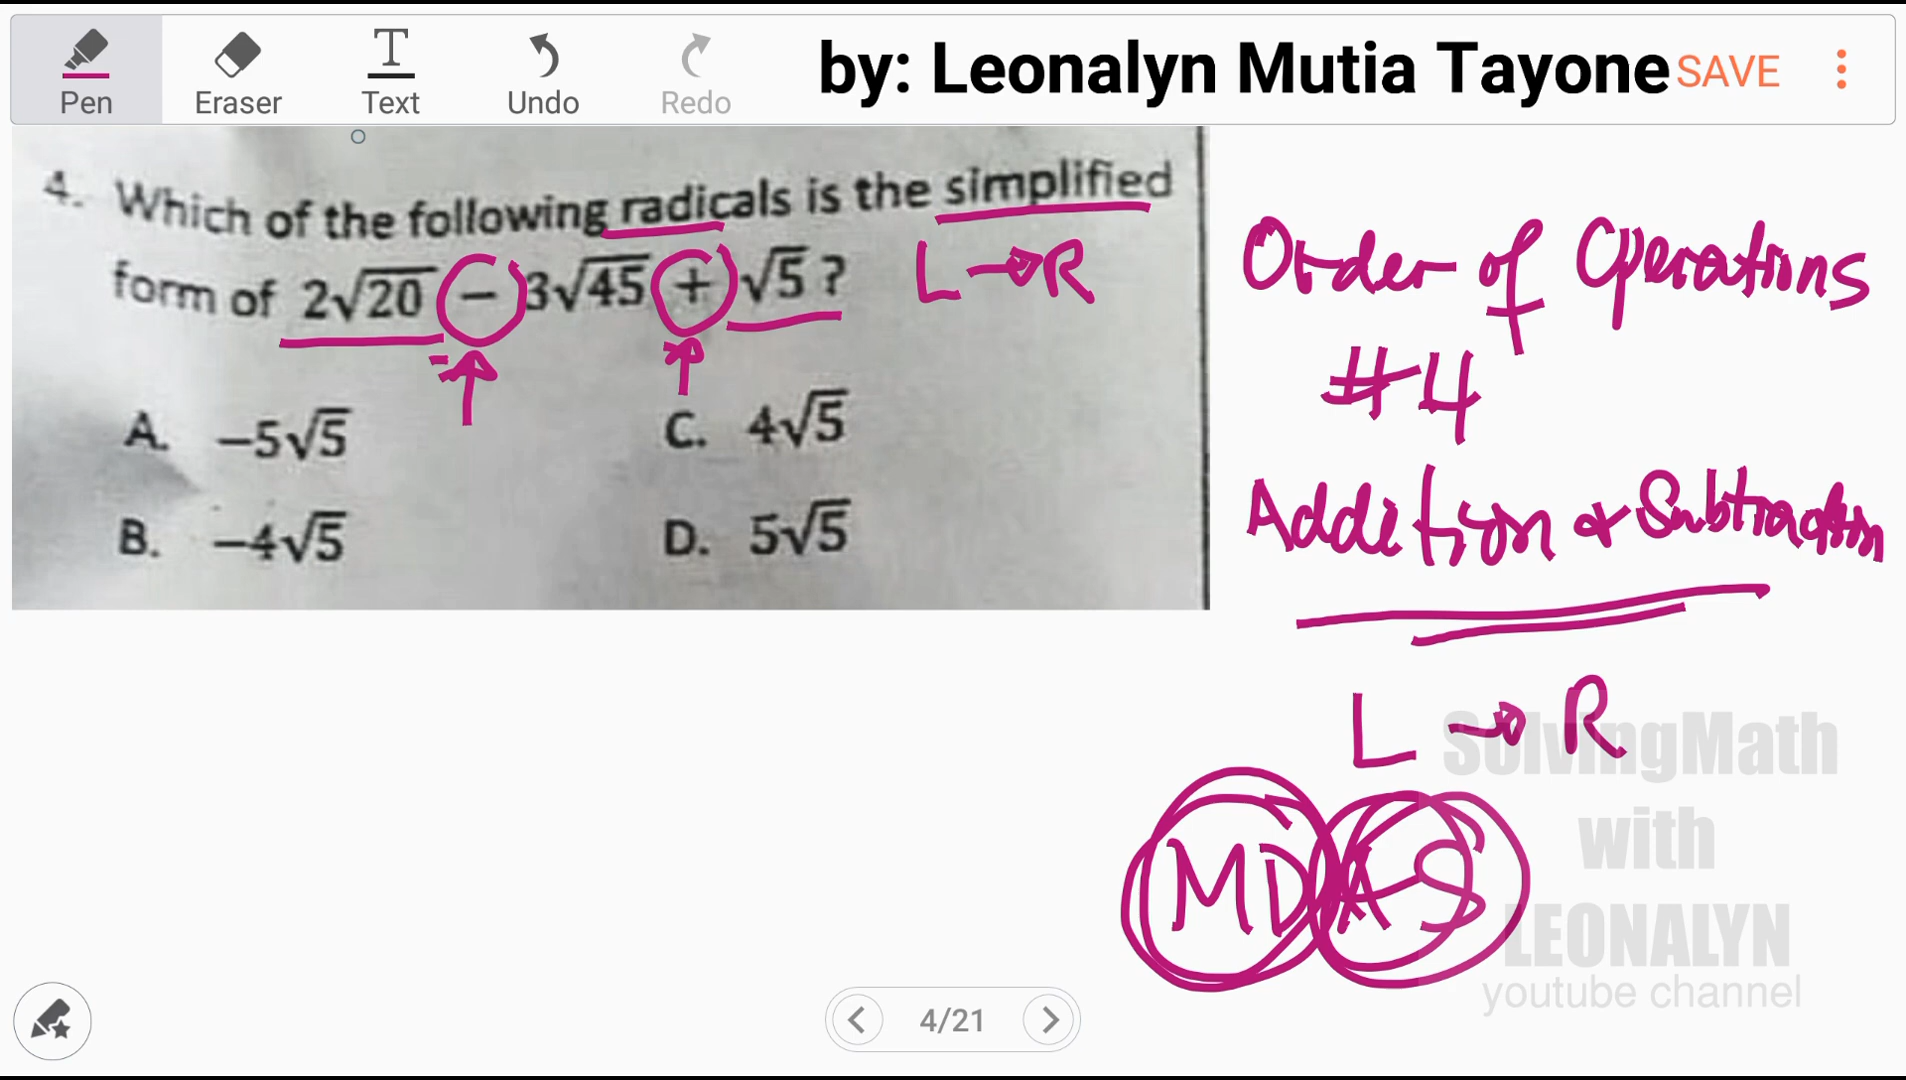 Pen
Eraser
Text
Undo
Redo
by: Leonalyn Mutia Tayone
SAVE
4. Which of the following radicals is the simplified
form of 2√20 − 3√45 + √5 ?
L → R
A. −5√5
C. 4√5
B. −4√5
D. 5√5
Order of Operations
#4
Addition & Subtraction
L → R
MDAS
SolvingMath
with
LEONALYN
youtube channel
4/21